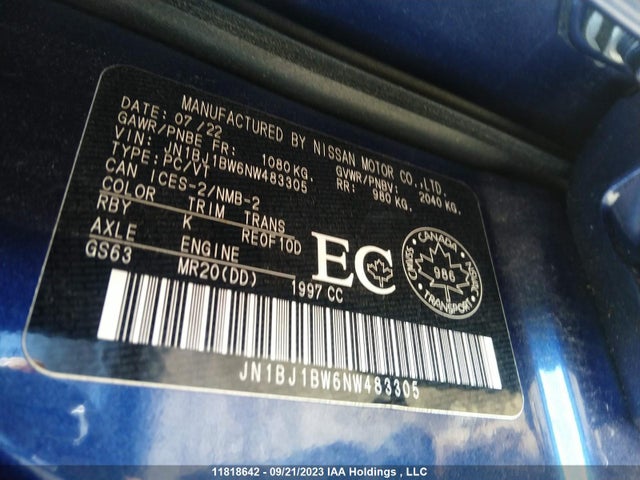 MANUFACTURED BY NISSAN MOTOR CO.,LTD.
DATE: 07/22 GVWR/PNBV: 2040 KG.
GAWR/PNBE FR: 1080 KG. RR: 980 KG.
VIN: JN1BJ1BW6NW483305
TYPE: PC/VT
CAN ICES-2/NMB-2
COLOR TRIM TRANS
RBY K RE0F10D
AXLE ENGINE
GS63 MR20(DD) 1997 CC
EC
CANADA
980
TRANSPORT
JN1BJ1BW6NW483305
11818642 - 09/21/2023 IAA Holdings , LLC